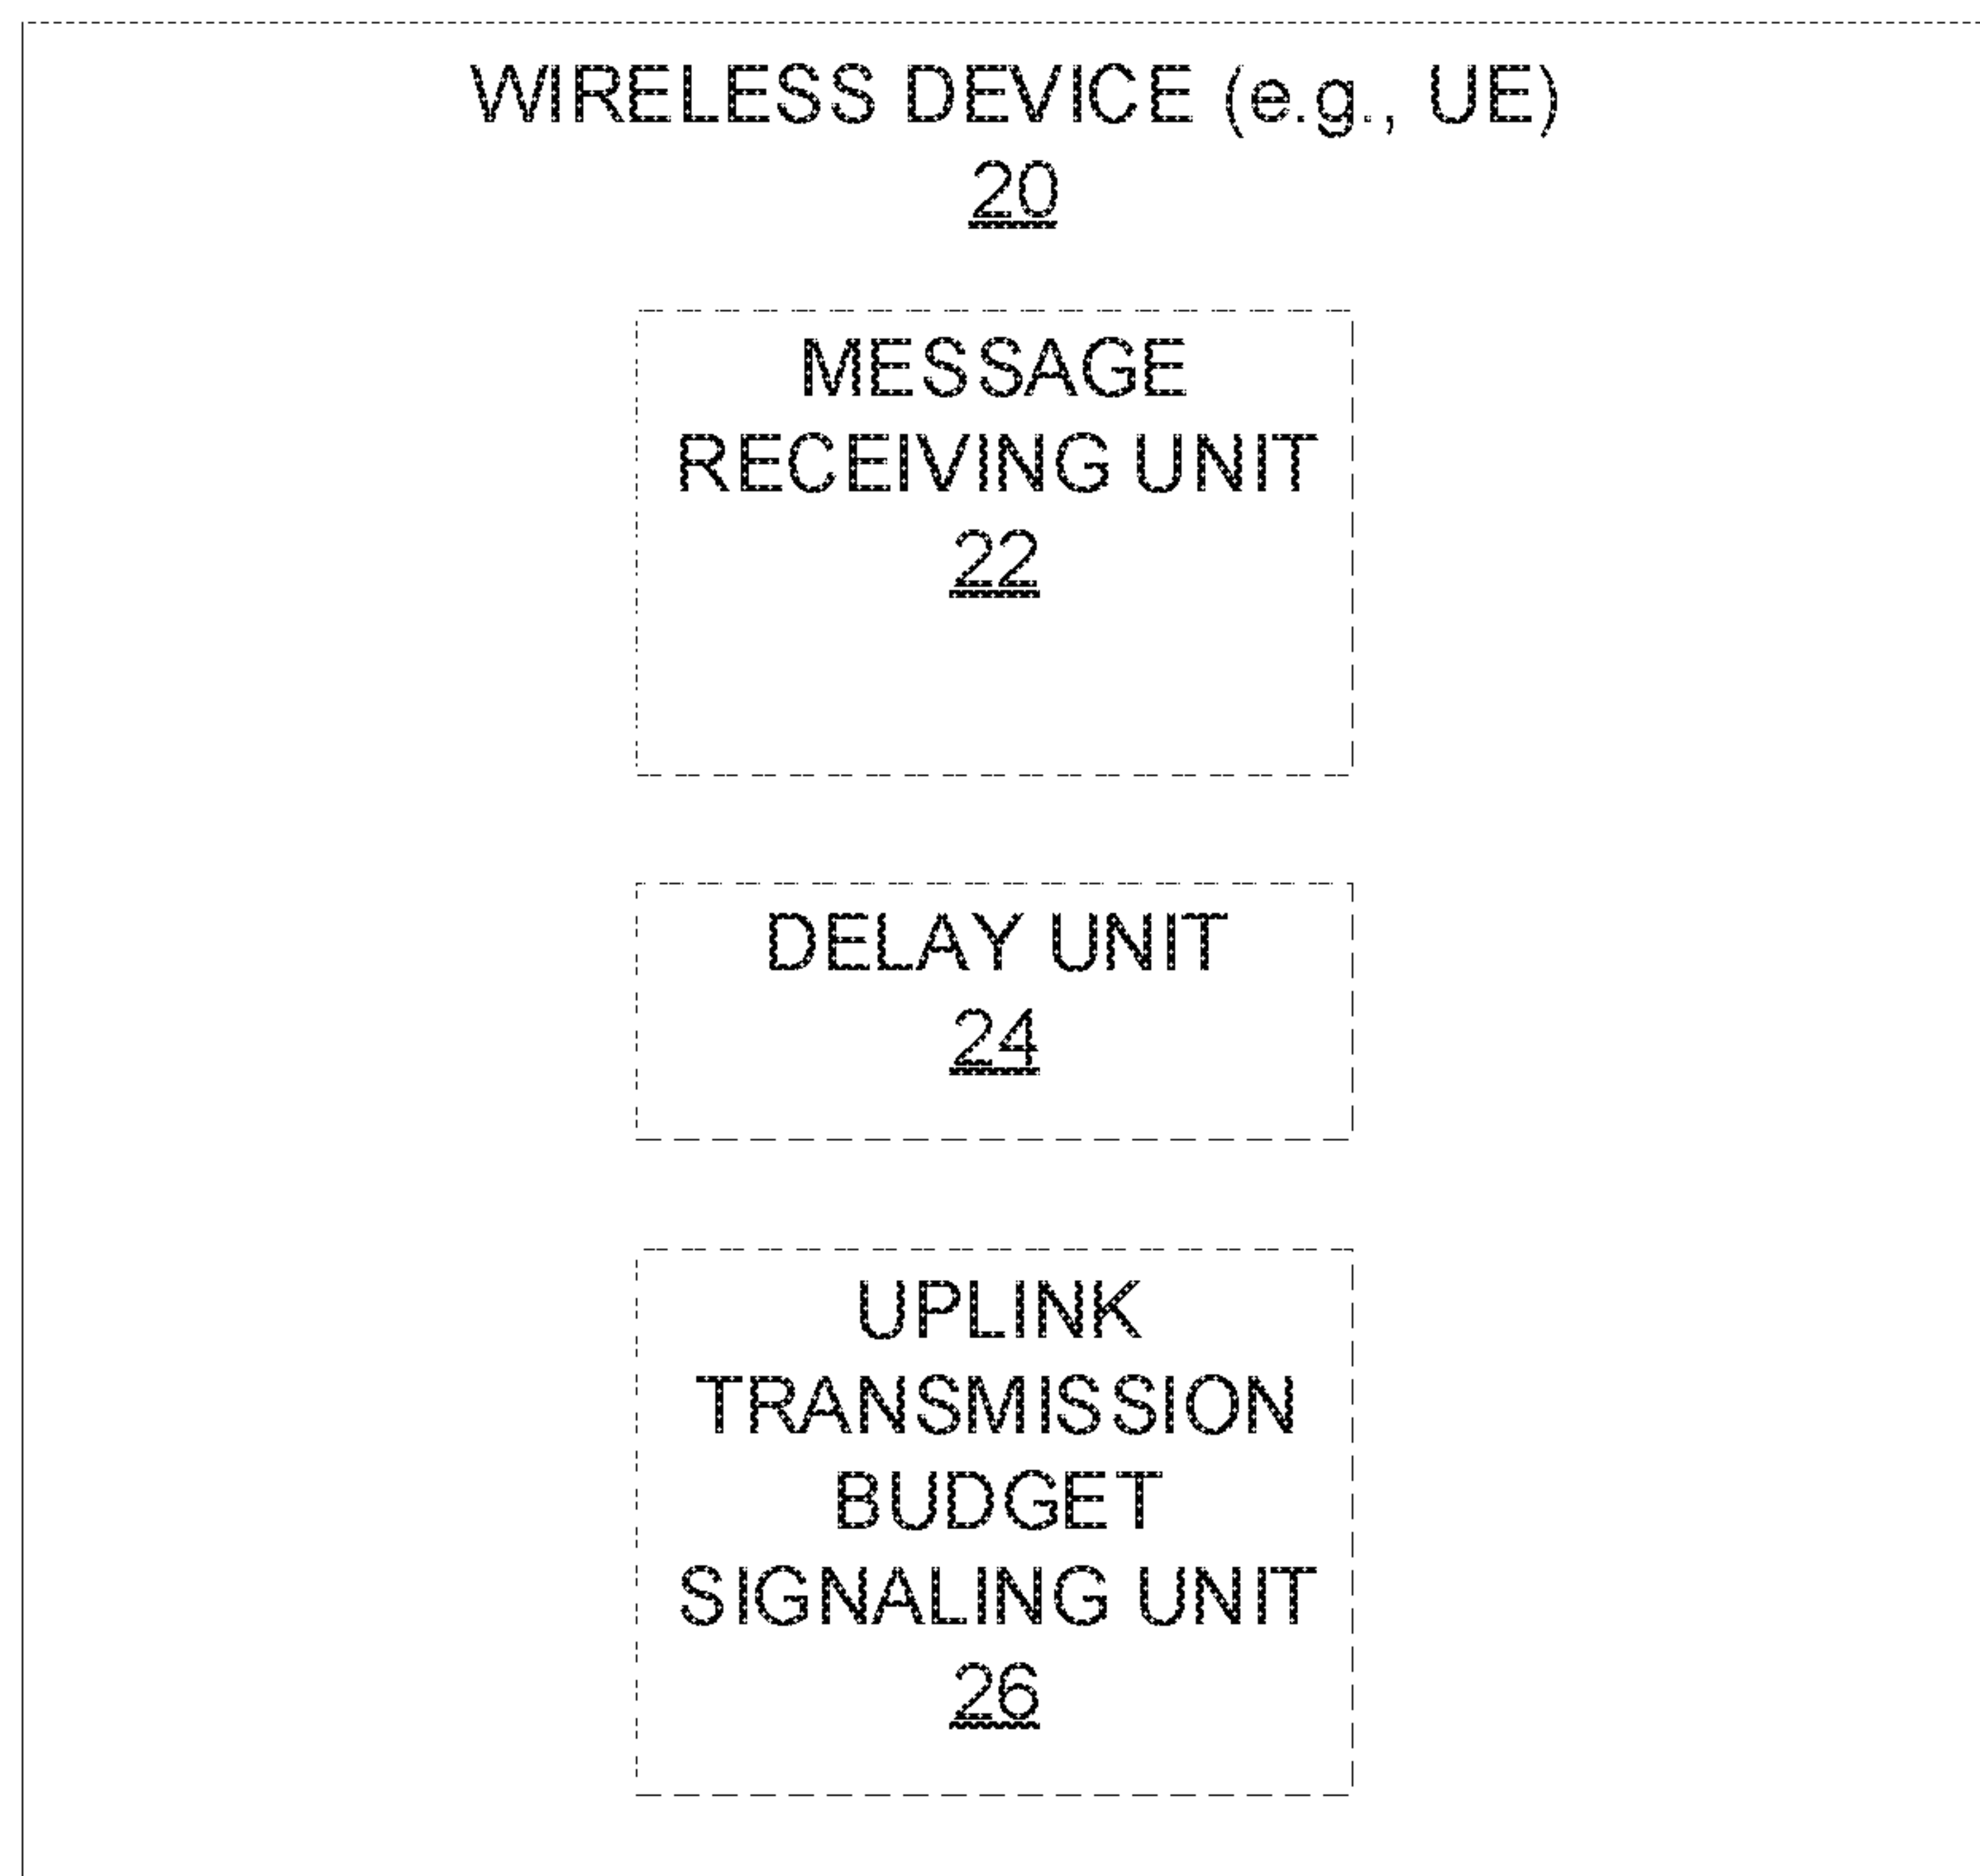 WIRELESS DEVICE (e.g., UE)
20
MESSAGE
RECEIVING UNIT
22
DELAY UNIT
24
UPLINK
TRANSMISSION
BUDGET
SIGNALING UNIT
26